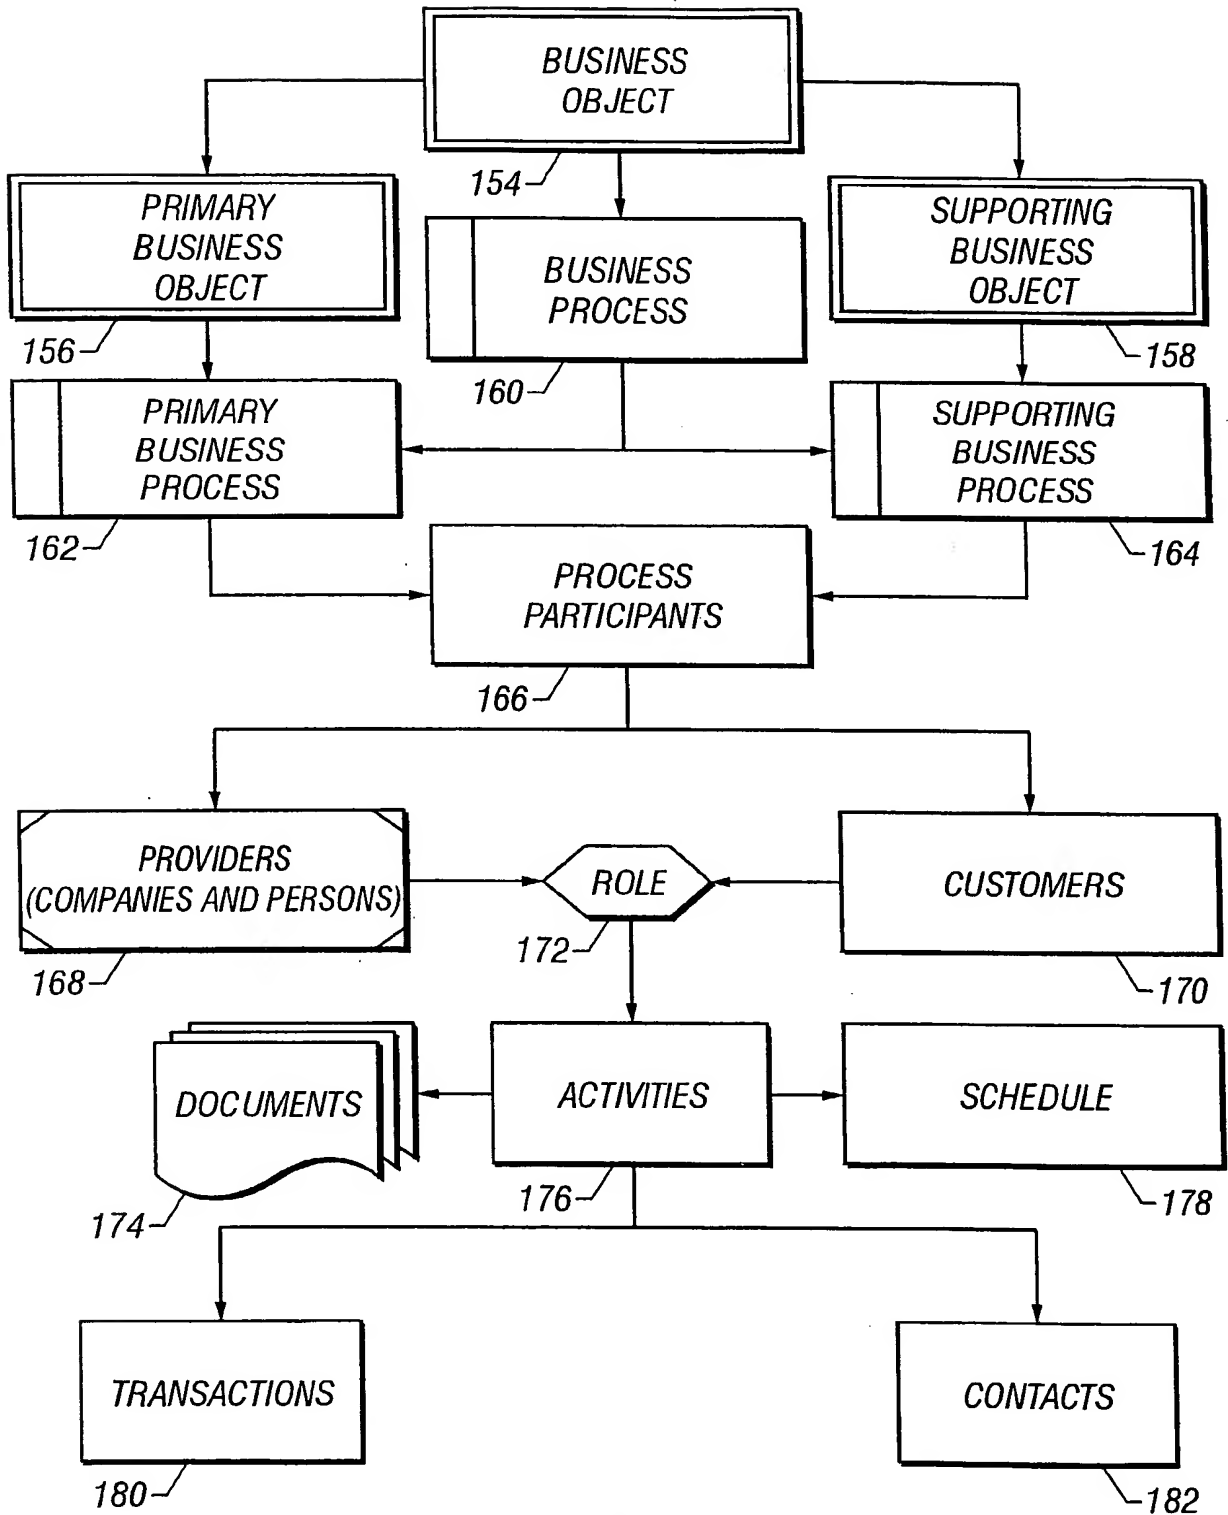 BUSINESS
OBJECT
154
PRIMARY
BUSINESS
OBJECT
156
BUSINESS
PROCESS
160
SUPPORTING
BUSINESS
OBJECT
158
PRIMARY
BUSINESS
PROCESS
162
SUPPORTING
BUSINESS
PROCESS
164
PROCESS
PARTICIPANTS
166
PROVIDERS
(COMPANIES AND PERSONS)
168
ROLE
172
CUSTOMERS
170
DOCUMENTS
174
ACTIVITIES
176
SCHEDULE
178
TRANSACTIONS
180
CONTACTS
182